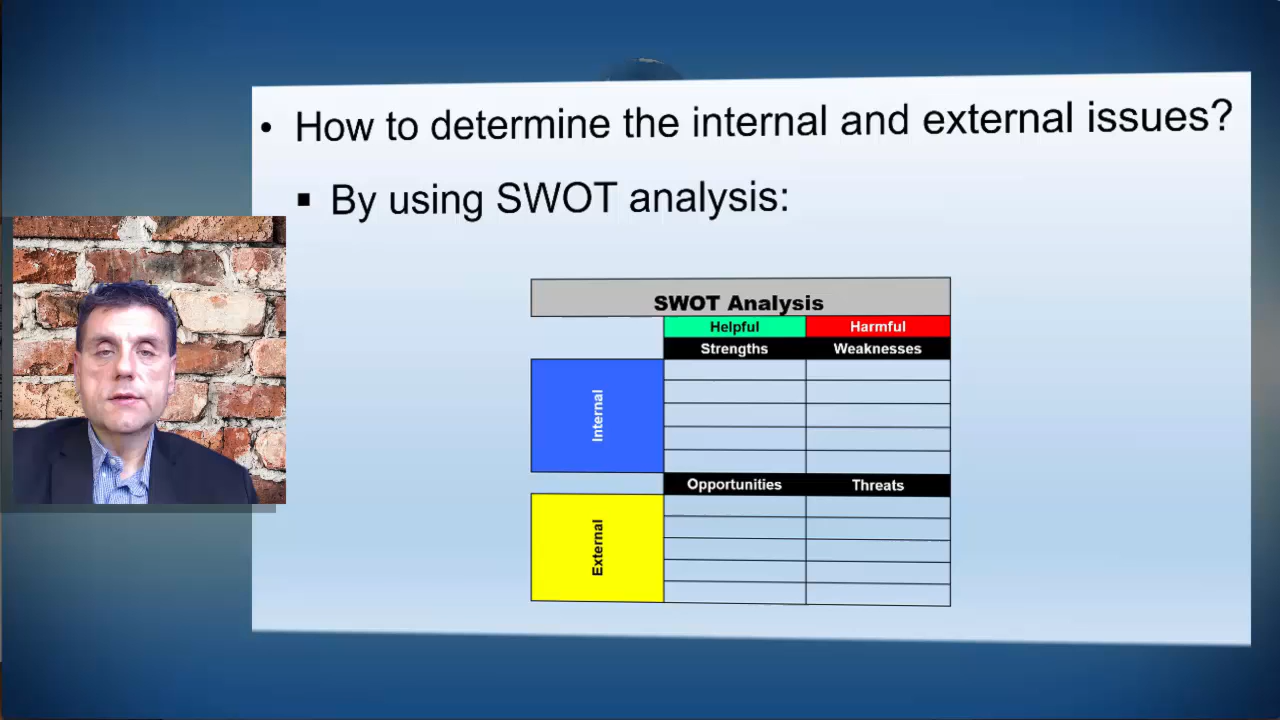 • How to determine the internal and external issues?
▪ By using SWOT analysis:
SWOT Analysis
Helpful Harmful
Strengths Weaknesses
Internal
Opportunities Threats
External